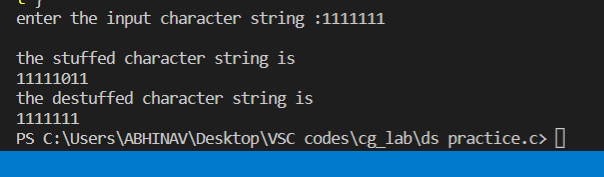 enter the input character string :1111111
the stuffed character string is
11111011
the destuffed character string is
1111111
PS C:\Users\ABHINAV\Desktop\VSC codes\cg_lab\ds practice.c>